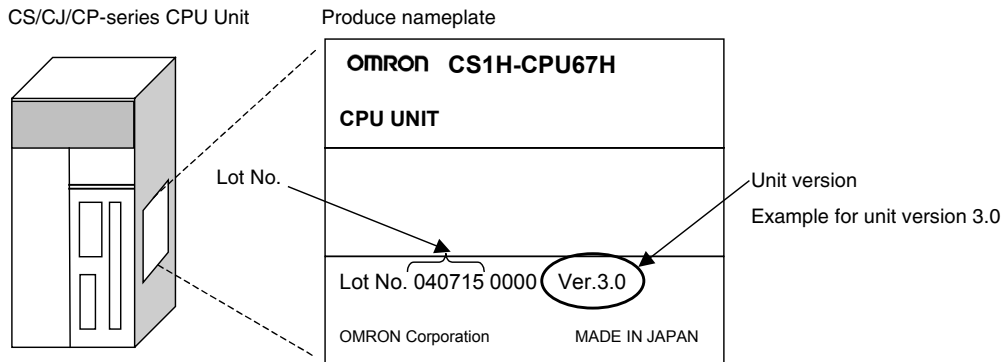 CS/CJ/CP-series CPU Unit
Produce nameplate
OMRON CS1H-CPU67H
CPU UNIT
Lot No.
Unit version
Example for unit version 3.0
Lot No. 040715 0000 Ver.3.0
OMRON Corporation MADE IN JAPAN